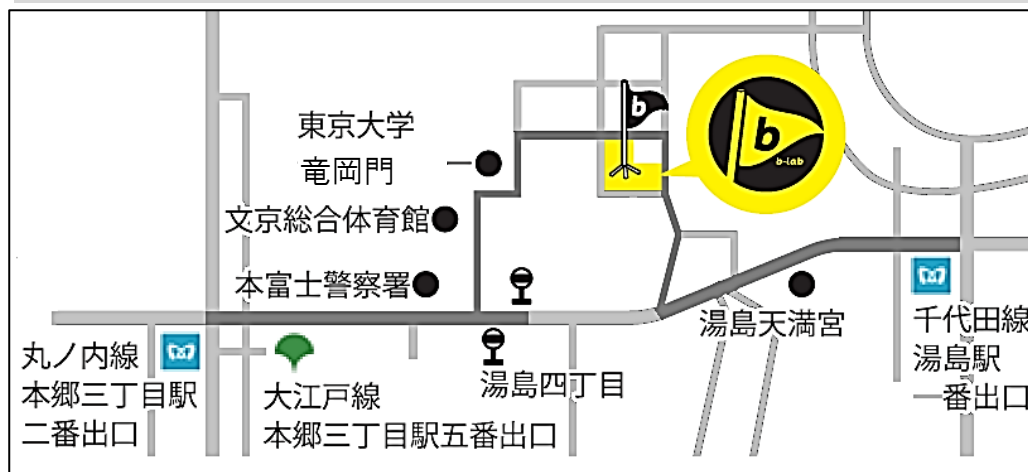 東京大学
竜岡門
文京総合体育館
本富士警察署
b
b
b-lab
湯島天満宮
千代田線
湯島駅
一番出口
丸ノ内線
本郷三丁目駅
二番出口
大江戸線
本郷三丁目駅五番出口
湯島四丁目